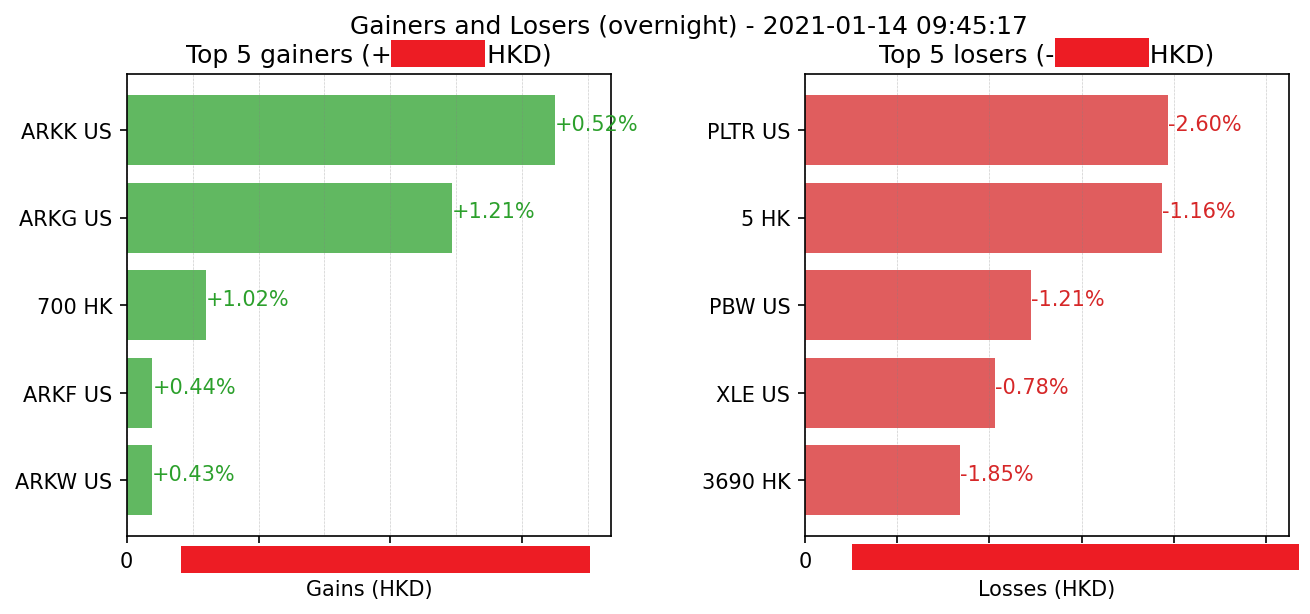 Gainers and Losers (overnight) - 2021-01-14 09:45:17
Top 5 gainers (+ HKD)
ARKK US
+0.52%
ARKG US
+1.21%
700 HK
+1.02%
ARKF US
+0.44%
ARKW US
+0.43%
0
Gains (HKD)
Top 5 losers (- HKD)
PLTR US
-2.60%
5 HK
-1.16%
PBW US
-1.21%
XLE US
-0.78%
3690 HK
-1.85%
0
Losses (HKD)